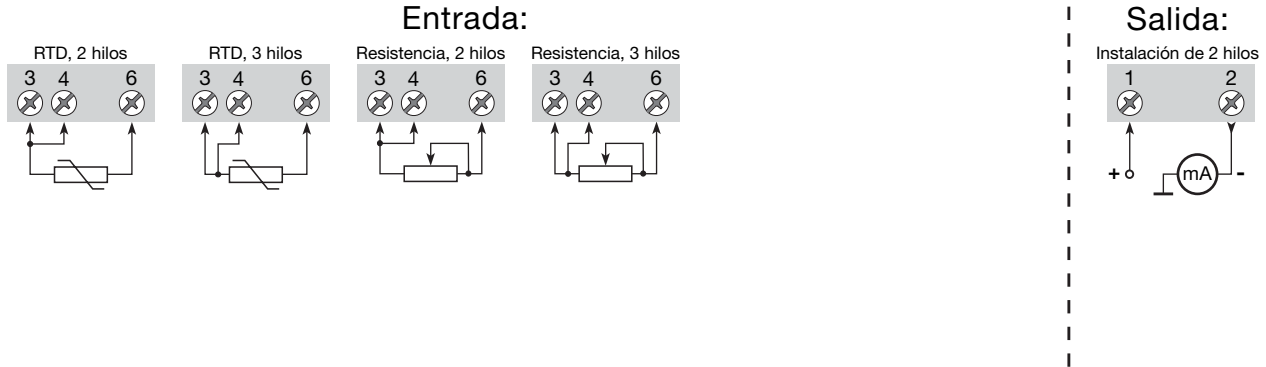 Entrada:
Salida:
RTD, 2 hilos
RTD, 3 hilos
Resistencia, 2 hilos
Resistencia, 3 hilos
Instalación de 2 hilos
3 4 6
3 4 6
3 4 6
3 4 6
1 2
+ mA -